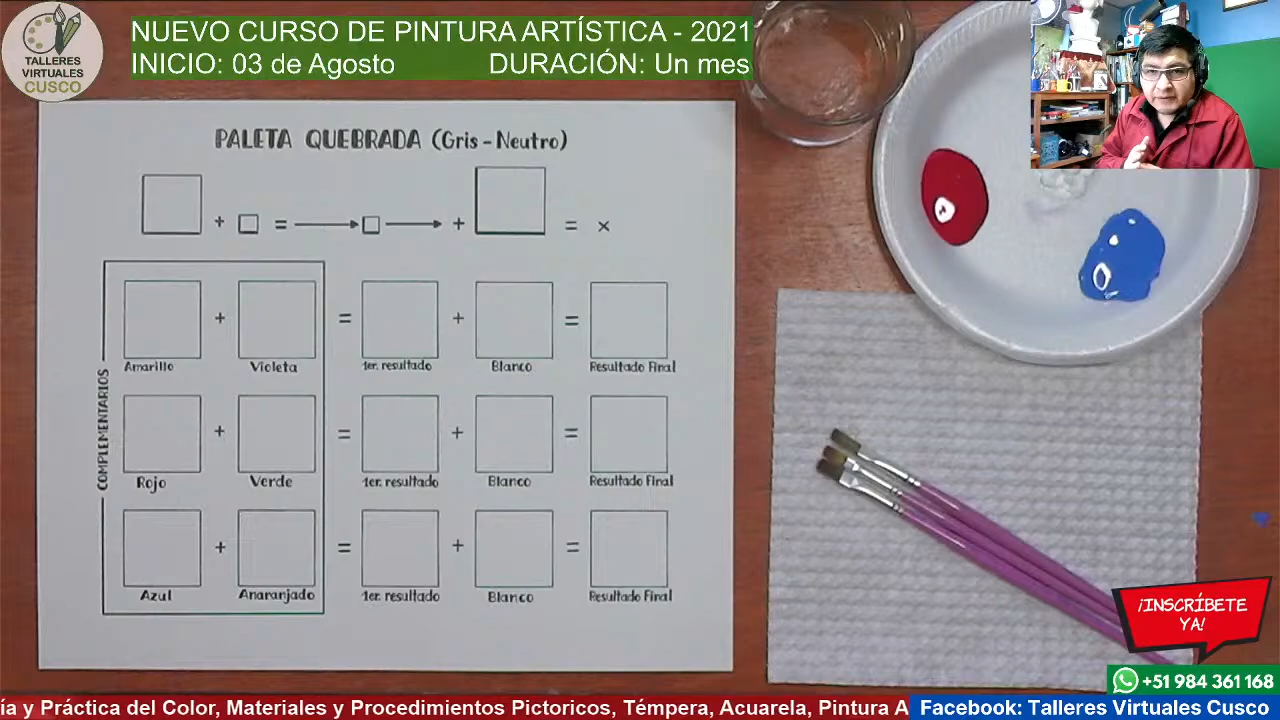 TALLERES
VIRTUALES
CUSCO
NUEVO CURSO DE PINTURA ARTÍSTICA - 2021
INICIO: 03 de Agosto DURACIÓN: Un mes
PALETA QUEBRADA (Gris - Neutro)
+ = + = ×
+ = + =
Amarillo Violeta 1er. resultado Blanco Resultado Final
COMPLEMENTARIOS
+ = + =
Rojo Verde 1er. resultado Blanco Resultado Final
+ = + =
Azul Anaranjado 1er. resultado Blanco Resultado Final
¡INSCRÍBETE
YA!
+51 984 361 168
ía y Práctica del Color, Materiales y Procedimientos Pictoricos, Témpera, Acuarela, Pintura A
Facebook: Talleres Virtuales Cusco